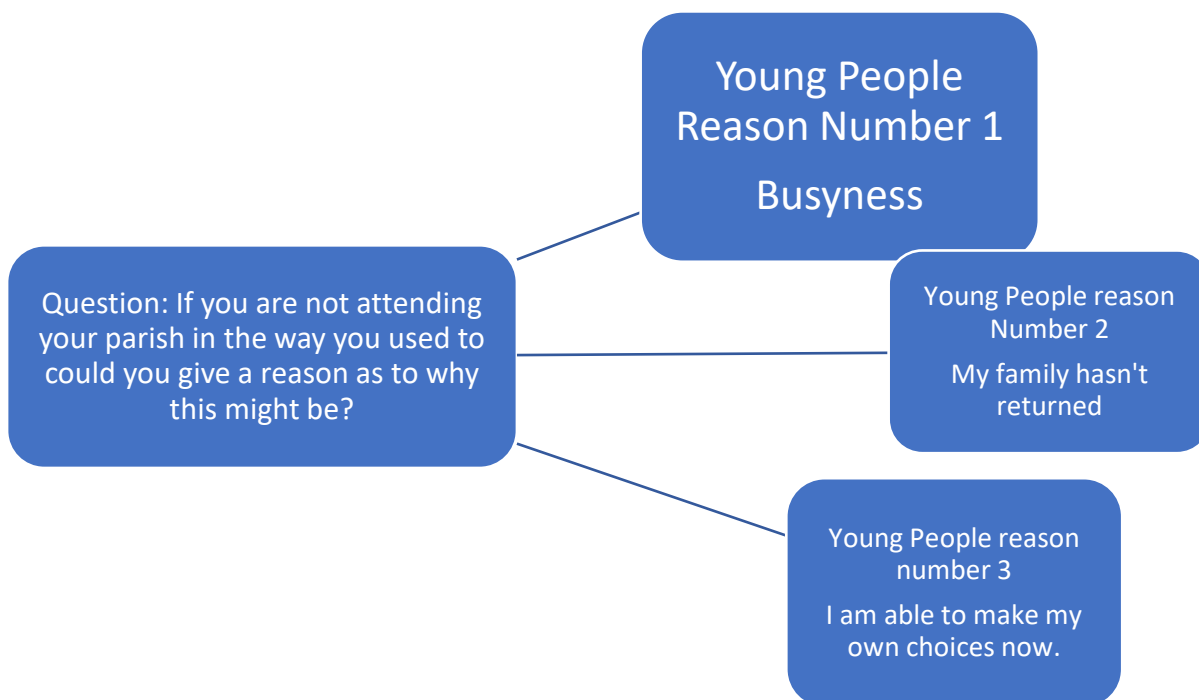 Question: If you are not attending
your parish in the way you used to
could you give a reason as to why
this might be?
Young People
Reason Number 1
Busyness
Young People reason
Number 2
My family hasn't
returned
Young People reason
number 3
I am able to make my
own choices now.